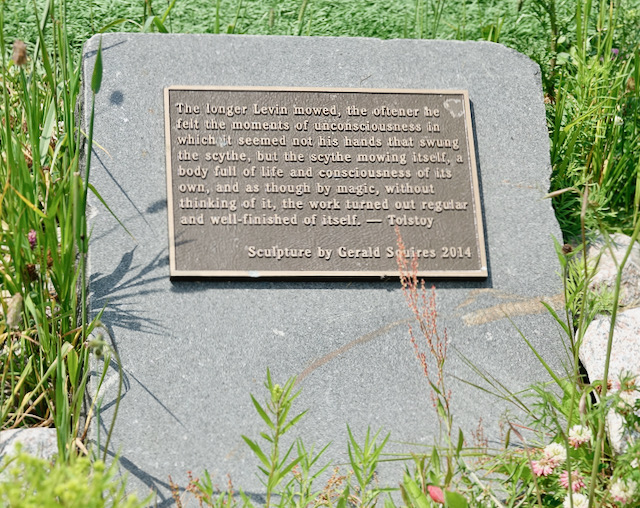 The longer Levin mowed, the oftener he
felt the moments of unconsciousness in
which it seemed not his hands that swung
the scythe, but the scythe mowing itself, a
body full of life and consciousness of its
own, and as though by magic, without
thinking of it, the work turned out regular
and well-finished of itself. — Tolstoy
Sculpture by Gerald Squires 2014